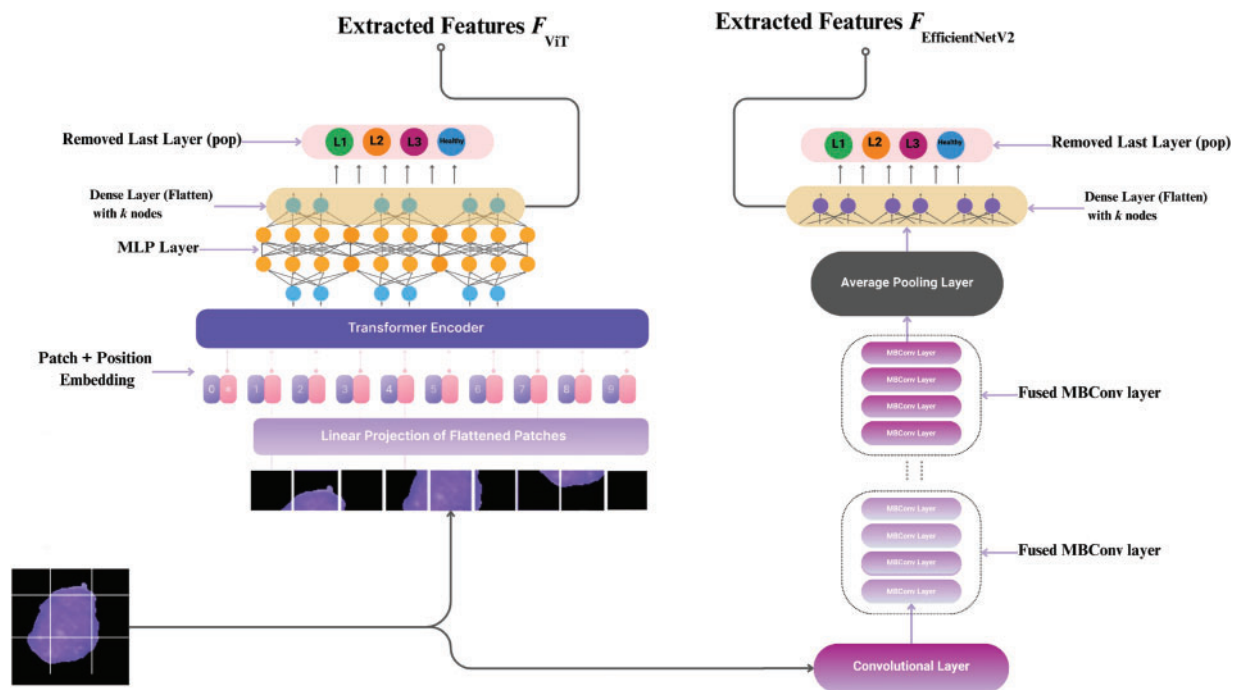 Extracted Features F ViT
Extracted Features F EfficientNetV2
Removed Last Layer (pop)
L1 L2 L3 Healthy
L1 L2 L3 Healthy
Removed Last Layer (pop)
Dense Layer (Flatten)
with k nodes
Dense Layer (Flatten)
with k nodes
MLP Layer
Average Pooling Layer
Transformer Encoder
Patch + Position
Embedding
0 * 1 2 3 4 5 6 7 8 9
Linear Projection of Flattened Patches
MBConv Layer
MBConv Layer
MBConv Layer
MBConv Layer
Fused MBConv layer
MBConv Layer
MBConv Layer
MBConv Layer
MBConv Layer
Fused MBConv layer
Convolutional Layer